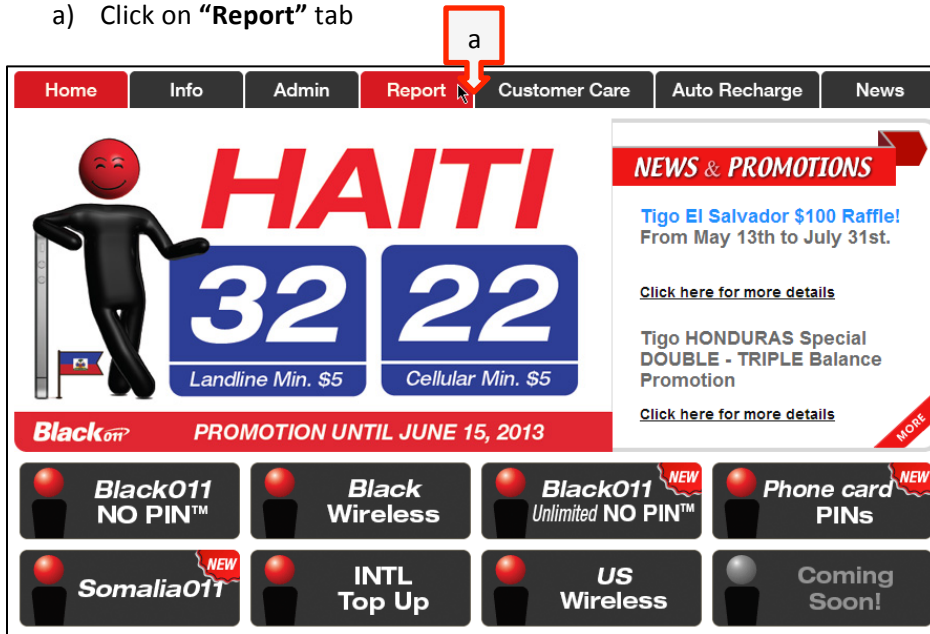 a) Click on “Report” tab
a
Home Info Admin Report Customer Care Auto Recharge News
HAITI
32 22
Landline Min. $5 Cellular Min. $5
Black011
PROMOTION UNTIL JUNE 15, 2013
NEWS & PROMOTIONS
Tigo El Salvador $100 Raffle!
From May 13th to July 31st.
Click here for more details
Tigo HONDURAS Special
DOUBLE - TRIPLE Balance
Promotion
Click here for more details
MORE
Black011
NO PIN™
Black
Wireless
Black011
Unlimited NO PIN™
NEW
Phone card
PINs
NEW
Somalia011
NEW
INTL
Top Up
US
Wireless
Coming
Soon!